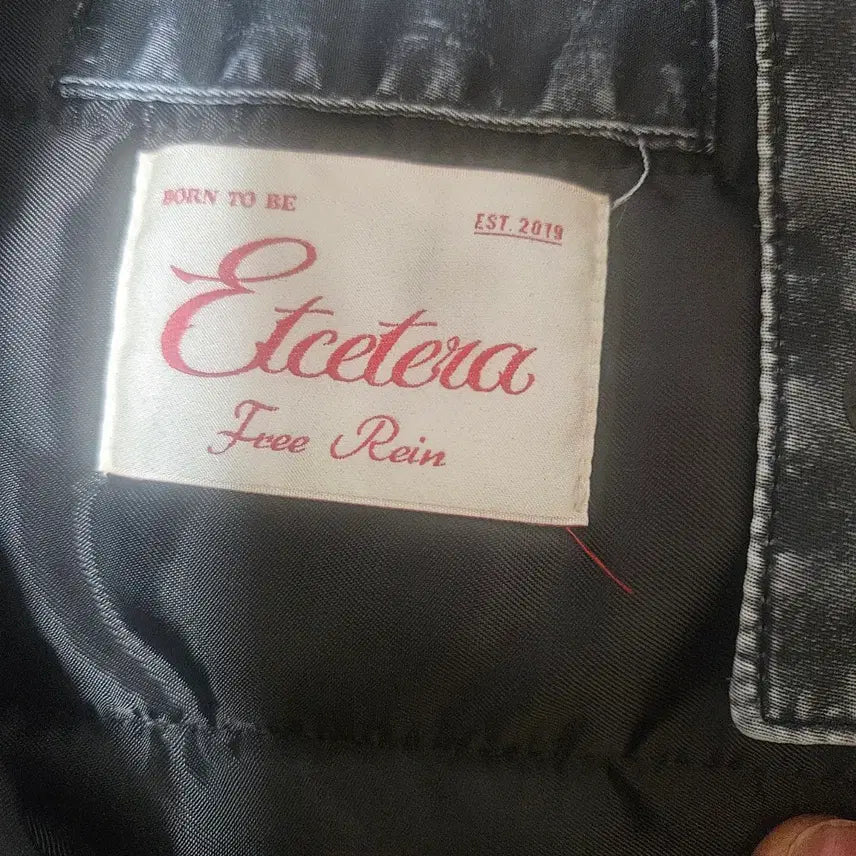 BORN TO BE
EST. 2019
Etcetera
Free Rein